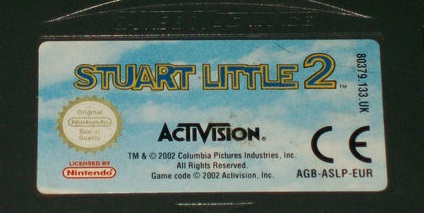 STUART LITTLE 2 ™
80379.133.UK
Original
Nintendo
Seal of
Quality
ACTIVISION.
TM & © 2002 Columbia Pictures Industries, Inc.
All Rights Reserved.
Game code © 2002 Activision, Inc.
CE
LICENSED BY
Nintendo
AGB-ASLP-EUR